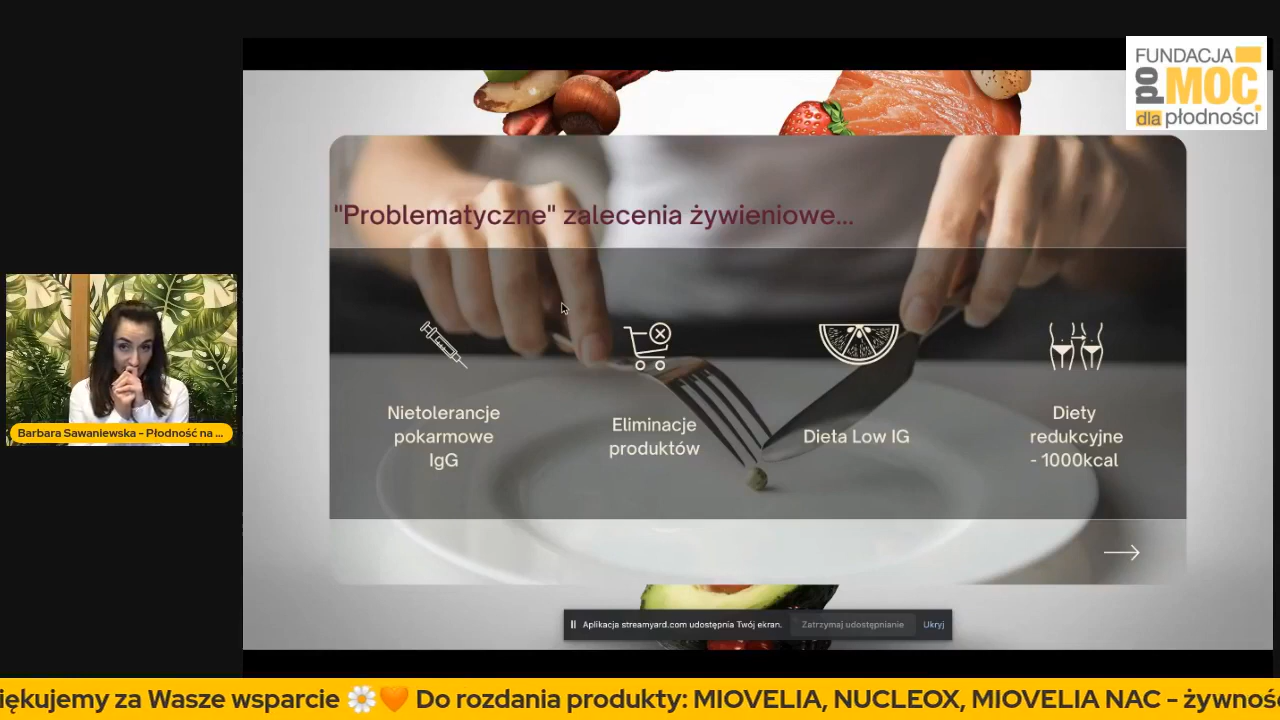 FUNDACJA
poMOC
dla płodności
"Problematyczne" zalecenia żywieniowe...
Nietolerancje
pokarmowe
IgG
Eliminacje
produktów
Dieta Low IG
Diety
redukcyjne
- 1000kcal
Barbara Sawaniewska - Płodność na ...
Aplikacja streamyard.com udostępnia Twój ekran.
Zatrzymaj udostępnianie
Ukryj
iękujemy za Wasze wsparcie 🌼🧡 Do rozdania produkty: MIOVELIA, NUCLEOX, MIOVELIA NAC - żywnoś